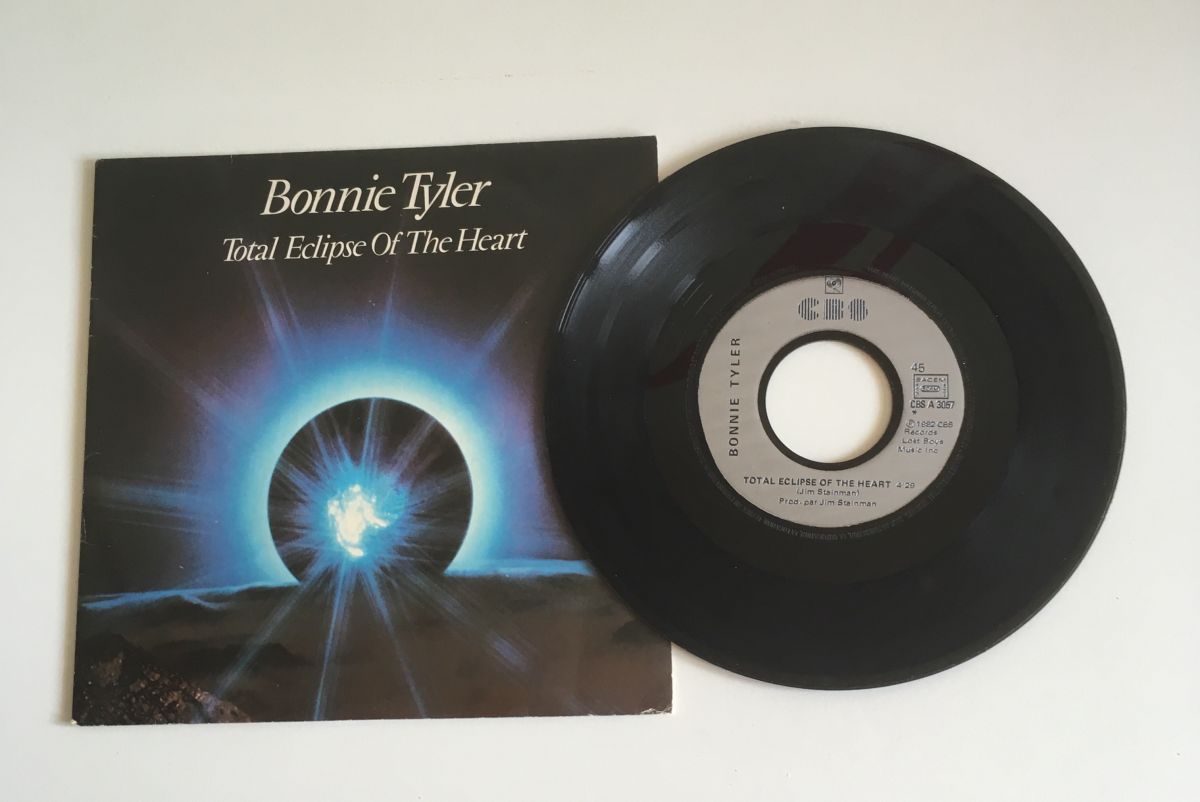 Bonnie Tyler
Total Eclipse Of The Heart
CBS
BONNIE TYLER
45
SACEM
CBS A 3057
*
Ⓟ 1982 CBS
Records
Lost Boys
Music Inc
TOTAL ECLIPSE OF THE HEART 4'29
(Jim Steinman)
Prod. par Jim Steinman